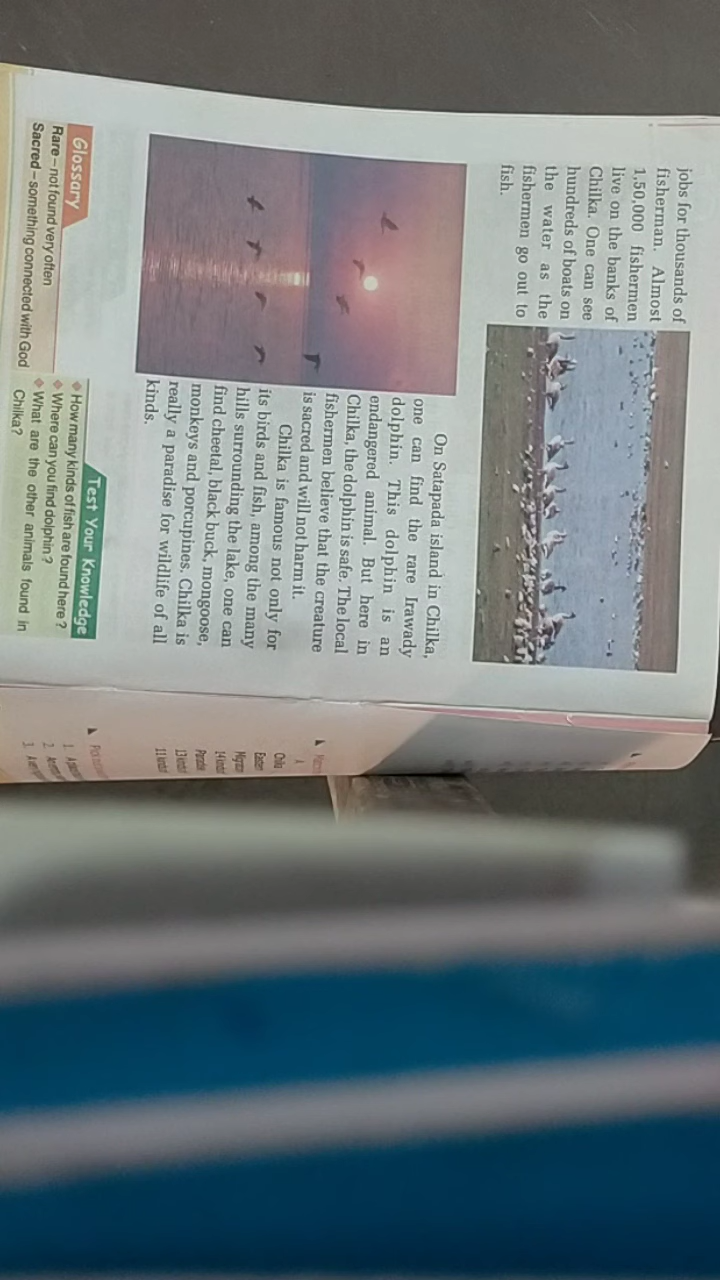 jobs for thousands of
fisherman. Almost
1,50,000 fishermen
live on the banks of
Chilka. One can see
hundreds of boats on
the water as the
fishermen go out to
fish.
On Satapada island in Chilka,
one can find the rare Irawady
dolphin. This dolphin is an
endangered animal. But here in
Chilka, the dolphin is safe. The local
fishermen believe that the creature
is sacred and will not harm it.
Chilka is famous not only for
its birds and fish, among the many
hills surrounding the lake, one can
find cheetal, black buck, mongoose,
monkeys and porcupines. Chilka is
really a paradise for wildlife of all
kinds.
Glossary
Rare – not found very often
Sacred – something connected with God
Test Your Knowledge
How many kinds of fish are found here ?
Where can you find dolphin ?
What are the other animals found in
Chilka?
A
Chilka
Eastern
1.
2.
3.